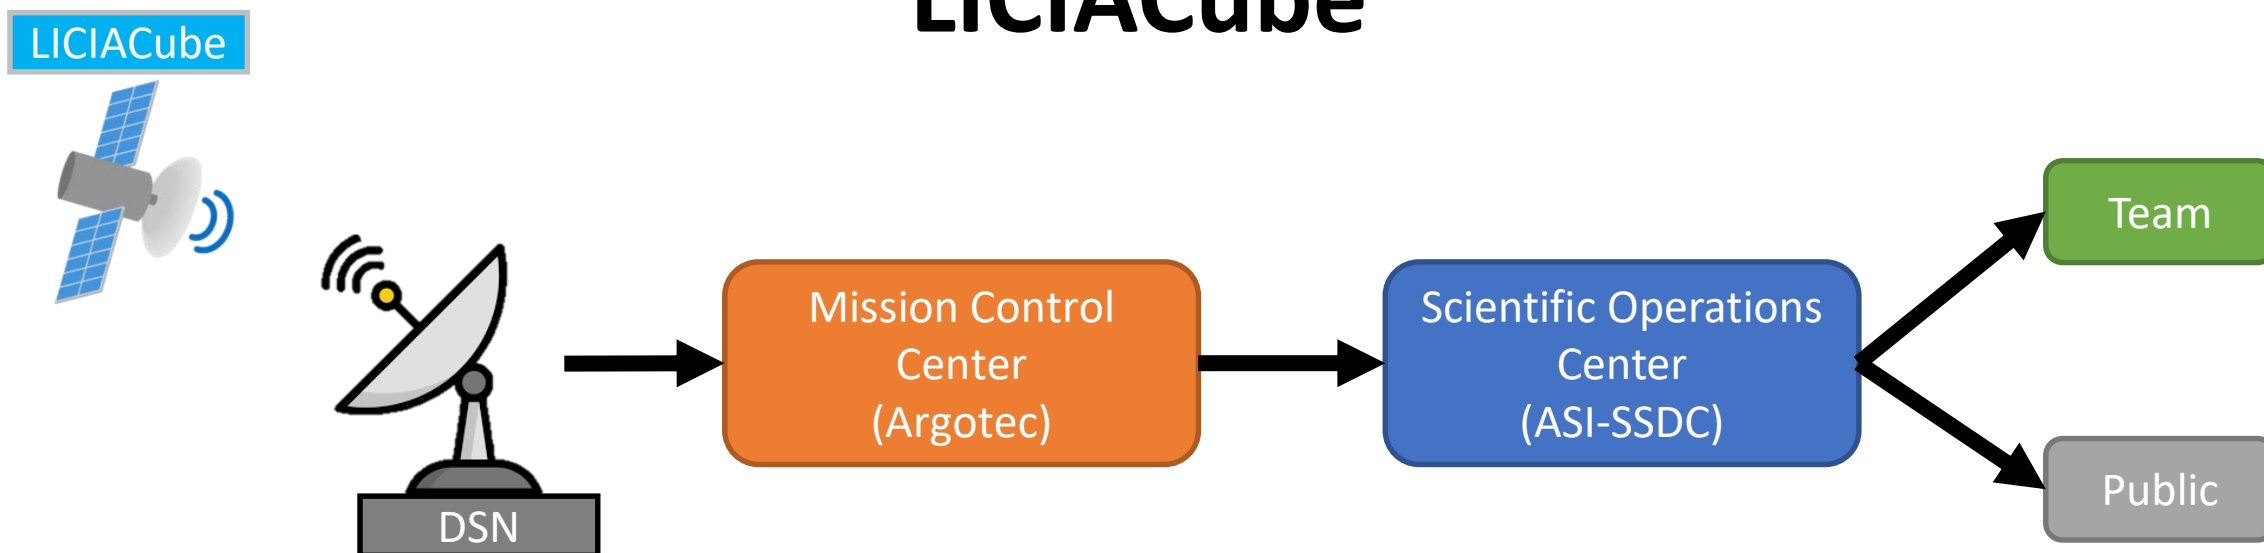 LICIACube
LICIACube
Mission Control
Center
(Argotec)
Scientific Operations
Center
(ASI-SSDC)
Team
Public
DSN